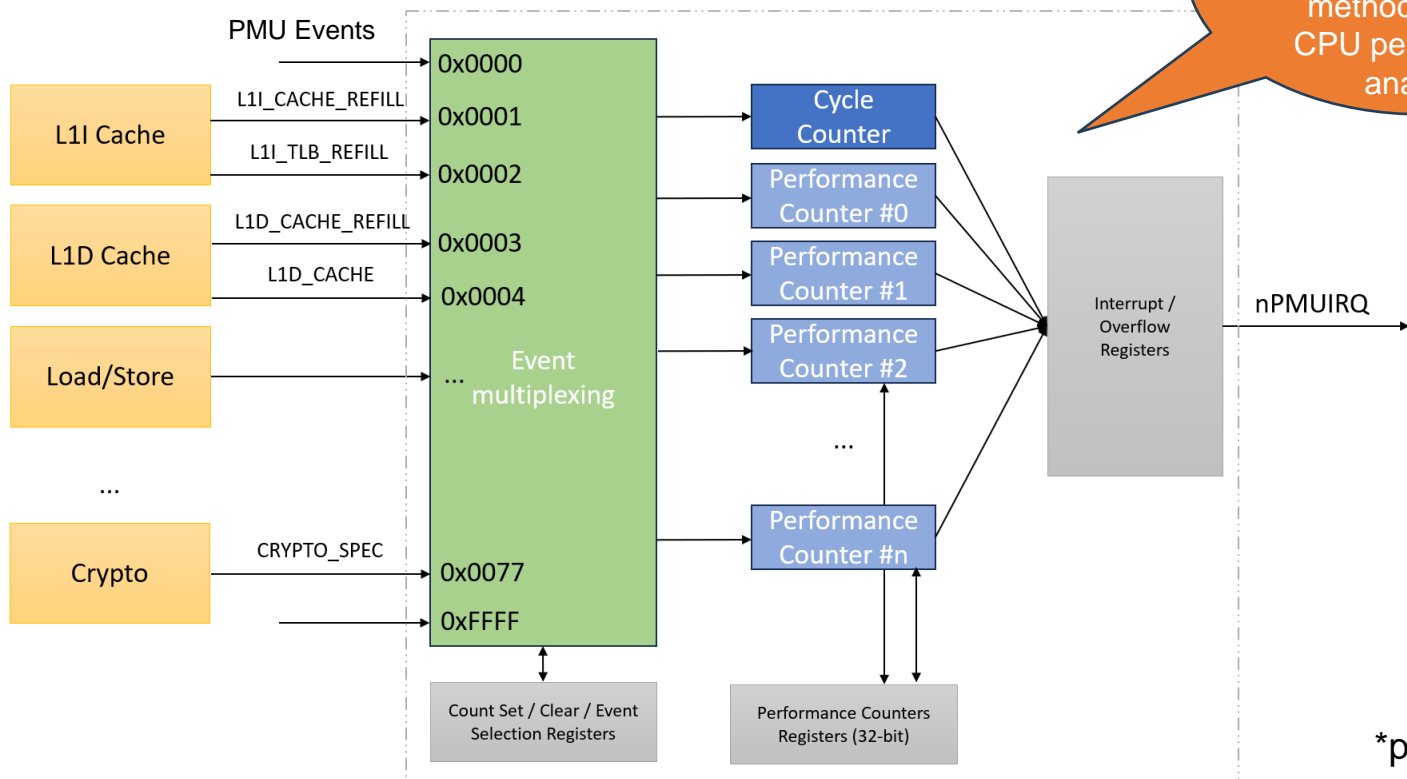 method
CPU pe
ana
PMU Events
0x0000
L1I_CACHE_REFILL
0x0001
L1I Cache
L1I_TLB_REFILL
0x0002
L1D_CACHE_REFILL
0x0003
L1D Cache
L1D_CACHE
0x0004
Load/Store
...
Event
multiplexing
...
Crypto
CRYPTO_SPEC
0x0077
0xFFFF
Count Set / Clear / Event
Selection Registers
Cycle
Counter
Performance
Counter #0
Performance
Counter #1
Performance
Counter #2
...
Performance
Counter #n
Performance Counters
Registers (32-bit)
Interrupt /
Overflow
Registers
nPMUIRQ
*p